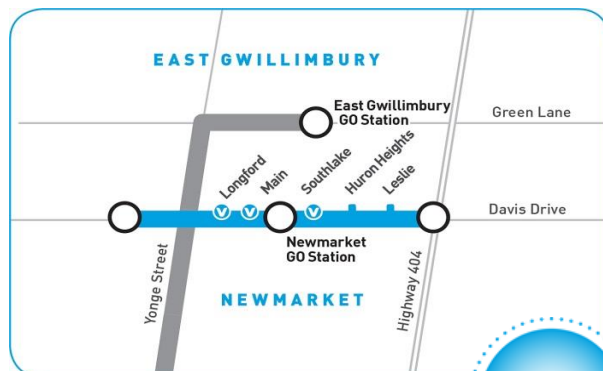 EAST GWILLIMBURY
East Gwillimbury
GO Station
Green Lane
Longford
Main
Southlake
Huron Heights
Leslie
V
V
V
Davis Drive
Newmarket
GO Station
Yonge Street
NEWMARKET
Highway 404